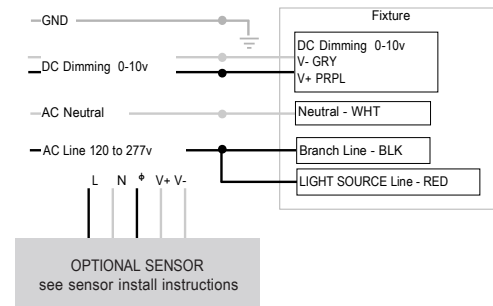 GND
Fixture
DC Dimming 0-10v
DC Dimming 0-10v
V- GRY
V+ PRPL
AC Neutral
Neutral - WHT
AC Line 120 to 277v
Branch Line - BLK
LIGHT SOURCE Line - RED
L N ϕ V+ V-
OPTIONAL SENSOR
see sensor install instructions